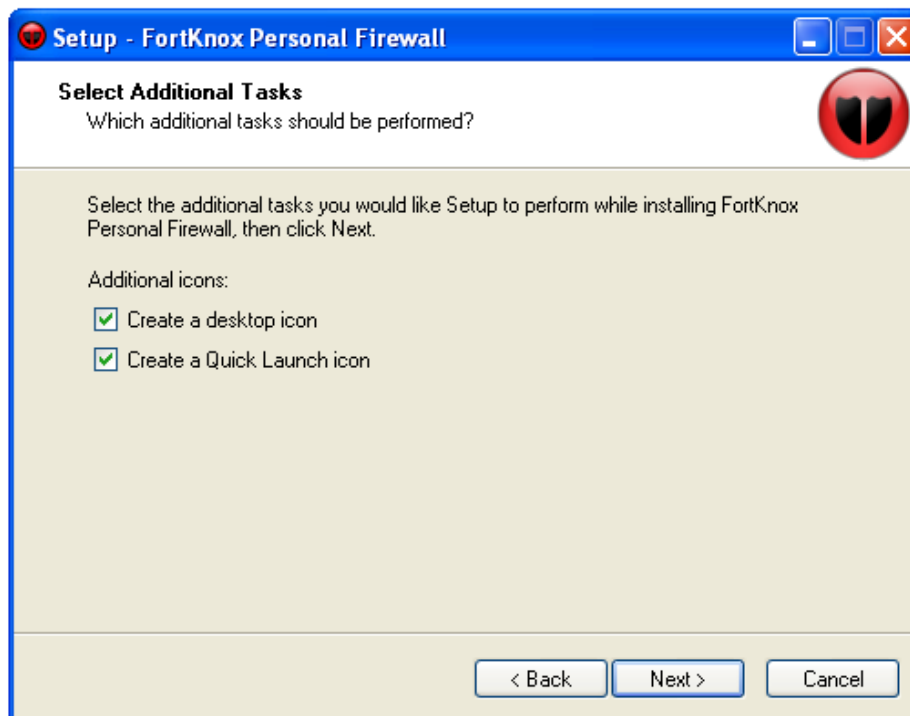 Setup - FortKnox Personal Firewall
Select Additional Tasks
Which additional tasks should be performed?
Select the additional tasks you would like Setup to perform while installing FortKnox
Personal Firewall, then click Next.
Additional icons:
Create a desktop icon
Create a Quick Launch icon
< Back
Next >
Cancel